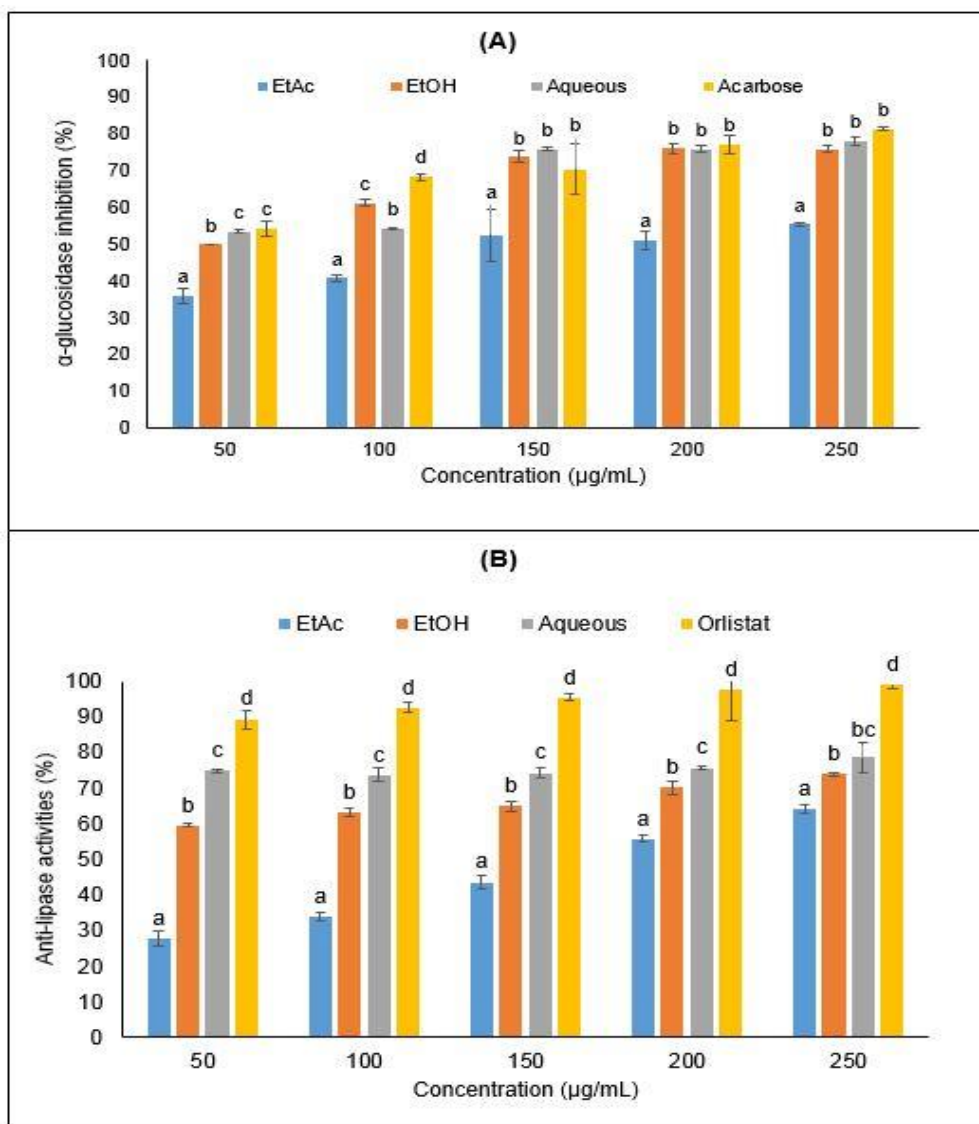 (A)
100
EtAc EtOH Aqueous Acarbose
90
80
70
60
50
40
30
20
10
0
α-glucosidase inhibition (%)
a b c c
a c b d
a b b b
a b b b
a b b b
50 100 150 200 250
Concentration (µg/mL)
(B)
EtAc EtOH Aqueous Orlistat
100
90
80
70
60
50
40
30
20
10
0
Anti-lipase activities (%)
a b c d
a b c d
a b c d
a b c d
a b bc d
50 100 150 200 250
Concentration (µg/mL)